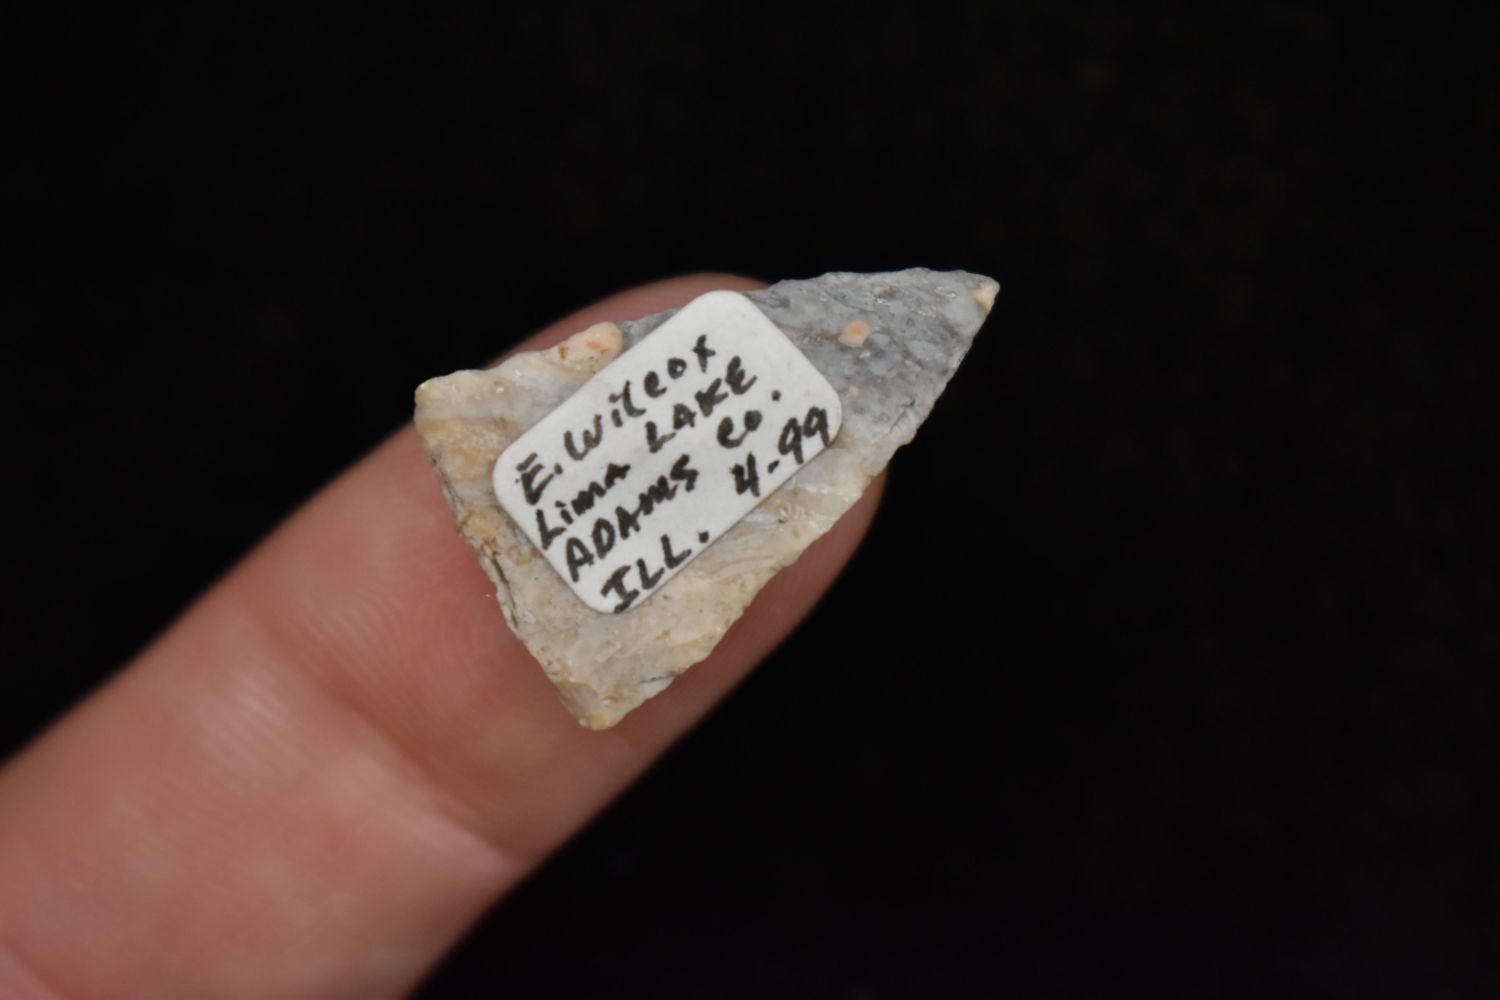 E. Wilcox
Lima LAKE
ADAMS Co.
ILL. 4-99